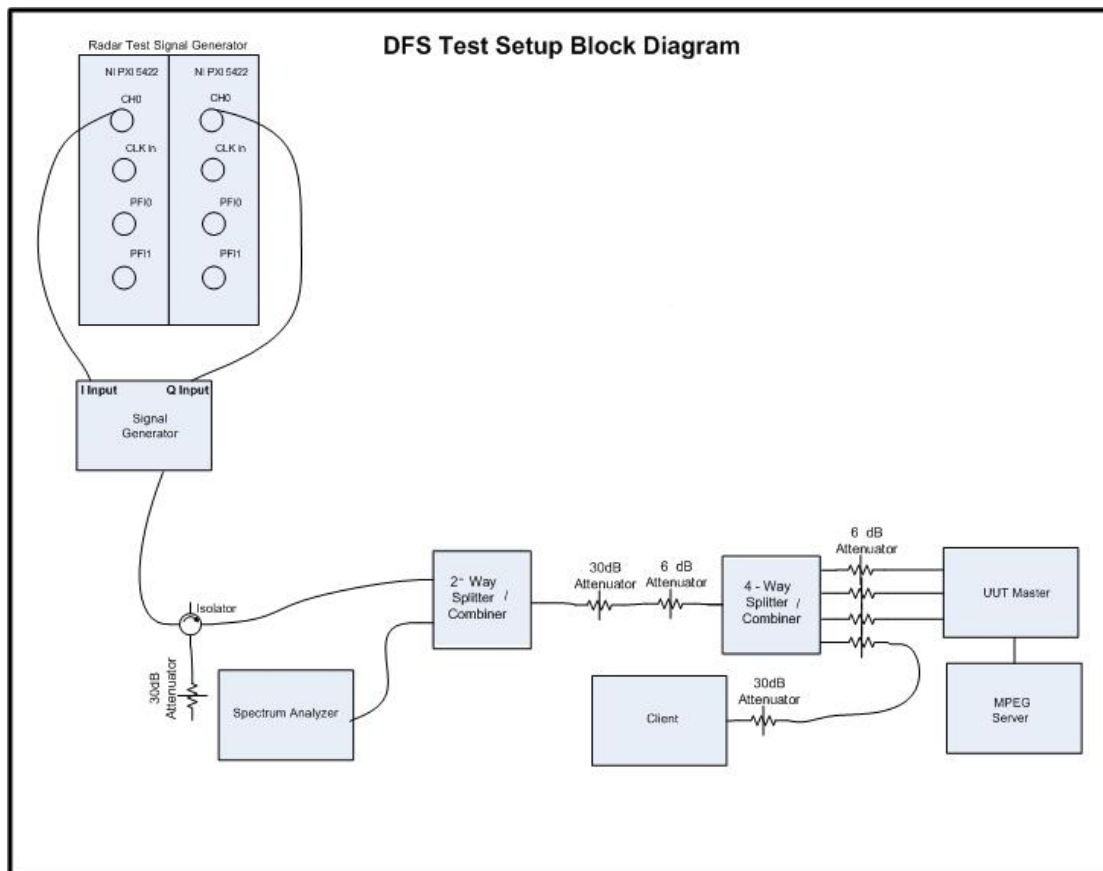 DFS Test Setup Block Diagram
Radar Test Signal Generator
NI PXI 5422
NI PXI 5422
CH0
CH0
CLK in
CLK in
PFI0
PFI0
PFI1
PFI1
I Input
Q Input
Signal
Generator
Isolator
30dB
Attenuator
Spectrum Analyzer
2- Way
Splitter /
Combiner
30dB
Attenuator
6 dB
Attenuator
4 - Way
Splitter /
Combiner
6 dB
Attenuator
UUT Master
MPEG
Server
Client
30dB
Attenuator